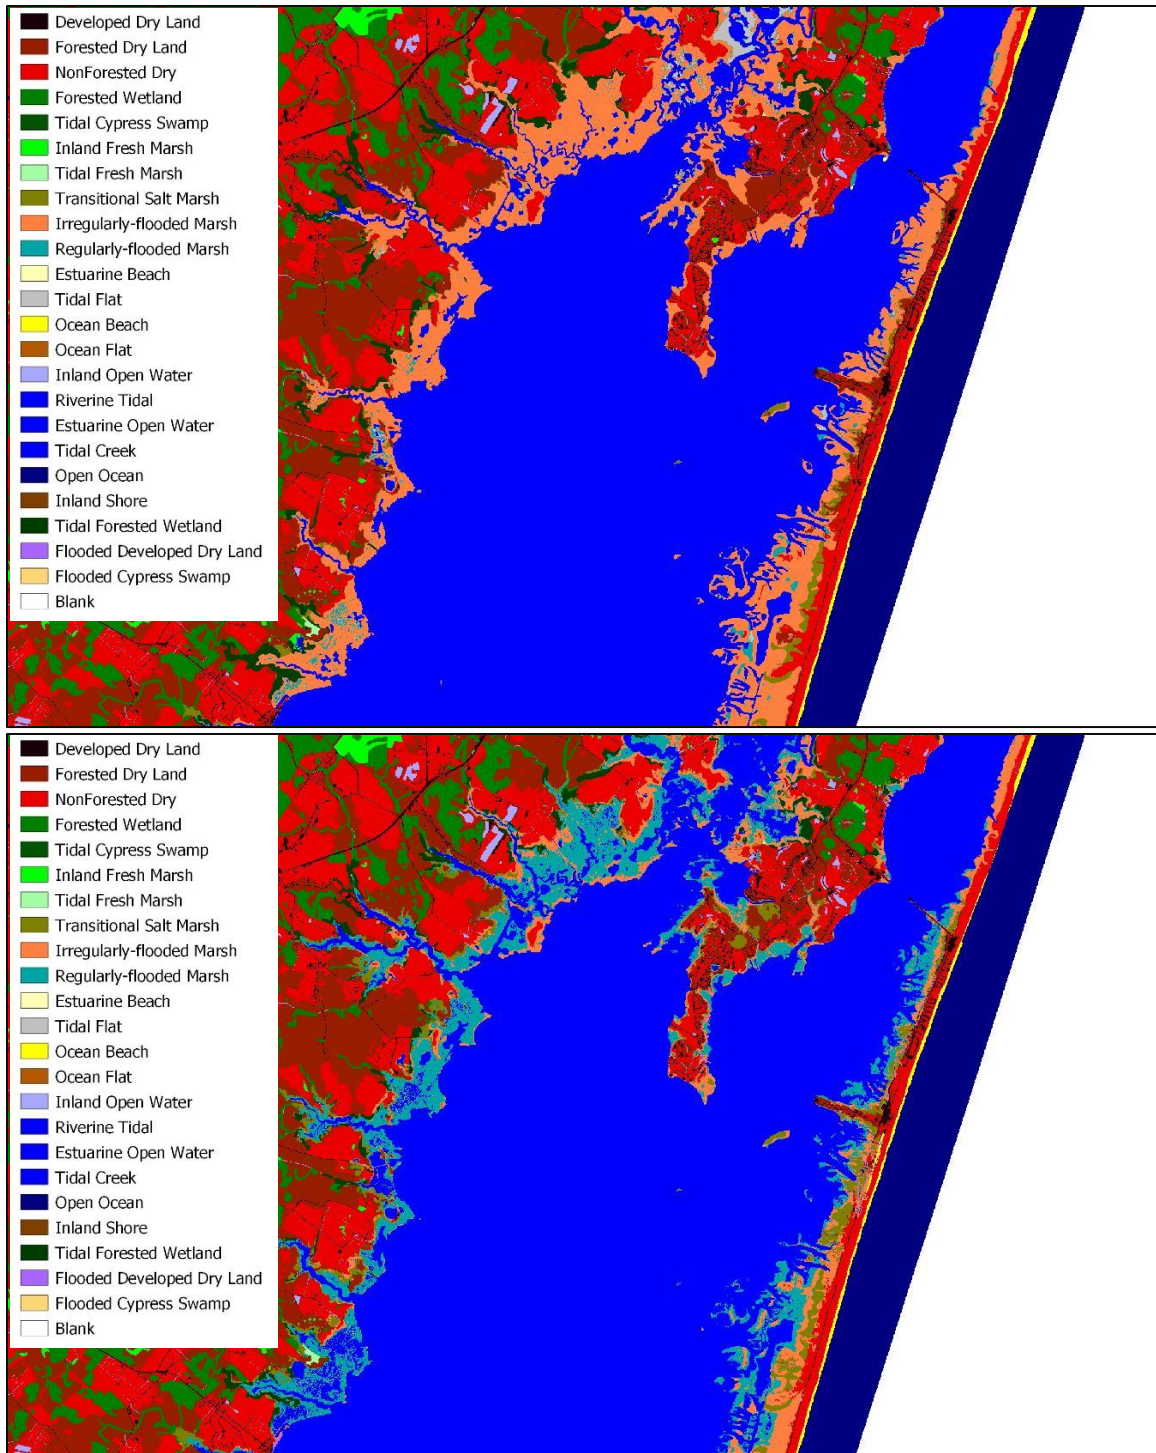 Developed Dry Land
Forested Dry Land
NonForested Dry
Forested Wetland
Tidal Cypress Swamp
Inland Fresh Marsh
Tidal Fresh Marsh
Transitional Salt Marsh
Irregularly-flooded Marsh
Regularly-flooded Marsh
Estuarine Beach
Tidal Flat
Ocean Beach
Ocean Flat
Inland Open Water
Riverine Tidal
Estuarine Open Water
Tidal Creek
Open Ocean
Inland Shore
Tidal Forested Wetland
Flooded Developed Dry Land
Flooded Cypress Swamp
Blank
Developed Dry Land
Forested Dry Land
NonForested Dry
Forested Wetland
Tidal Cypress Swamp
Inland Fresh Marsh
Tidal Fresh Marsh
Transitional Salt Marsh
Irregularly-flooded Marsh
Regularly-flooded Marsh
Estuarine Beach
Tidal Flat
Ocean Beach
Ocean Flat
Inland Open Water
Riverine Tidal
Estuarine Open Water
Tidal Creek
Open Ocean
Inland Shore
Tidal Forested Wetland
Flooded Developed Dry Land
Flooded Cypress Swamp
Blank